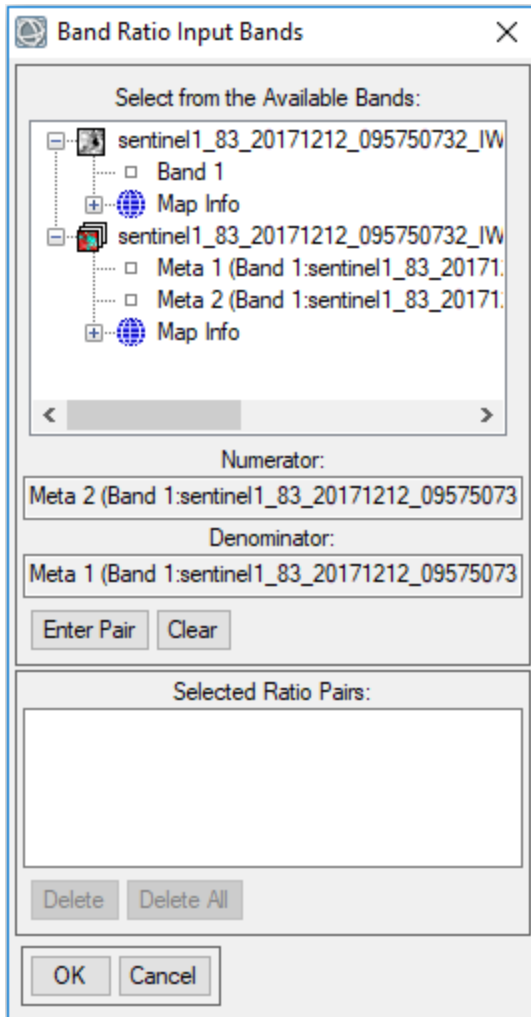 Band Ratio Input Bands
Select from the Available Bands:
sentinel1_83_20171212_095750732_IW
Band 1
Map Info
sentinel1_83_20171212_095750732_IW
Meta 1 (Band 1:sentinel1_83_20171
Meta 2 (Band 1:sentinel1_83_20171
Map Info
Numerator:
Meta 2 (Band 1:sentinel1_83_20171212_09575073
Denominator:
Meta 1 (Band 1:sentinel1_83_20171212_09575073
Enter Pair Clear
Selected Ratio Pairs:
Delete Delete All
OK Cancel